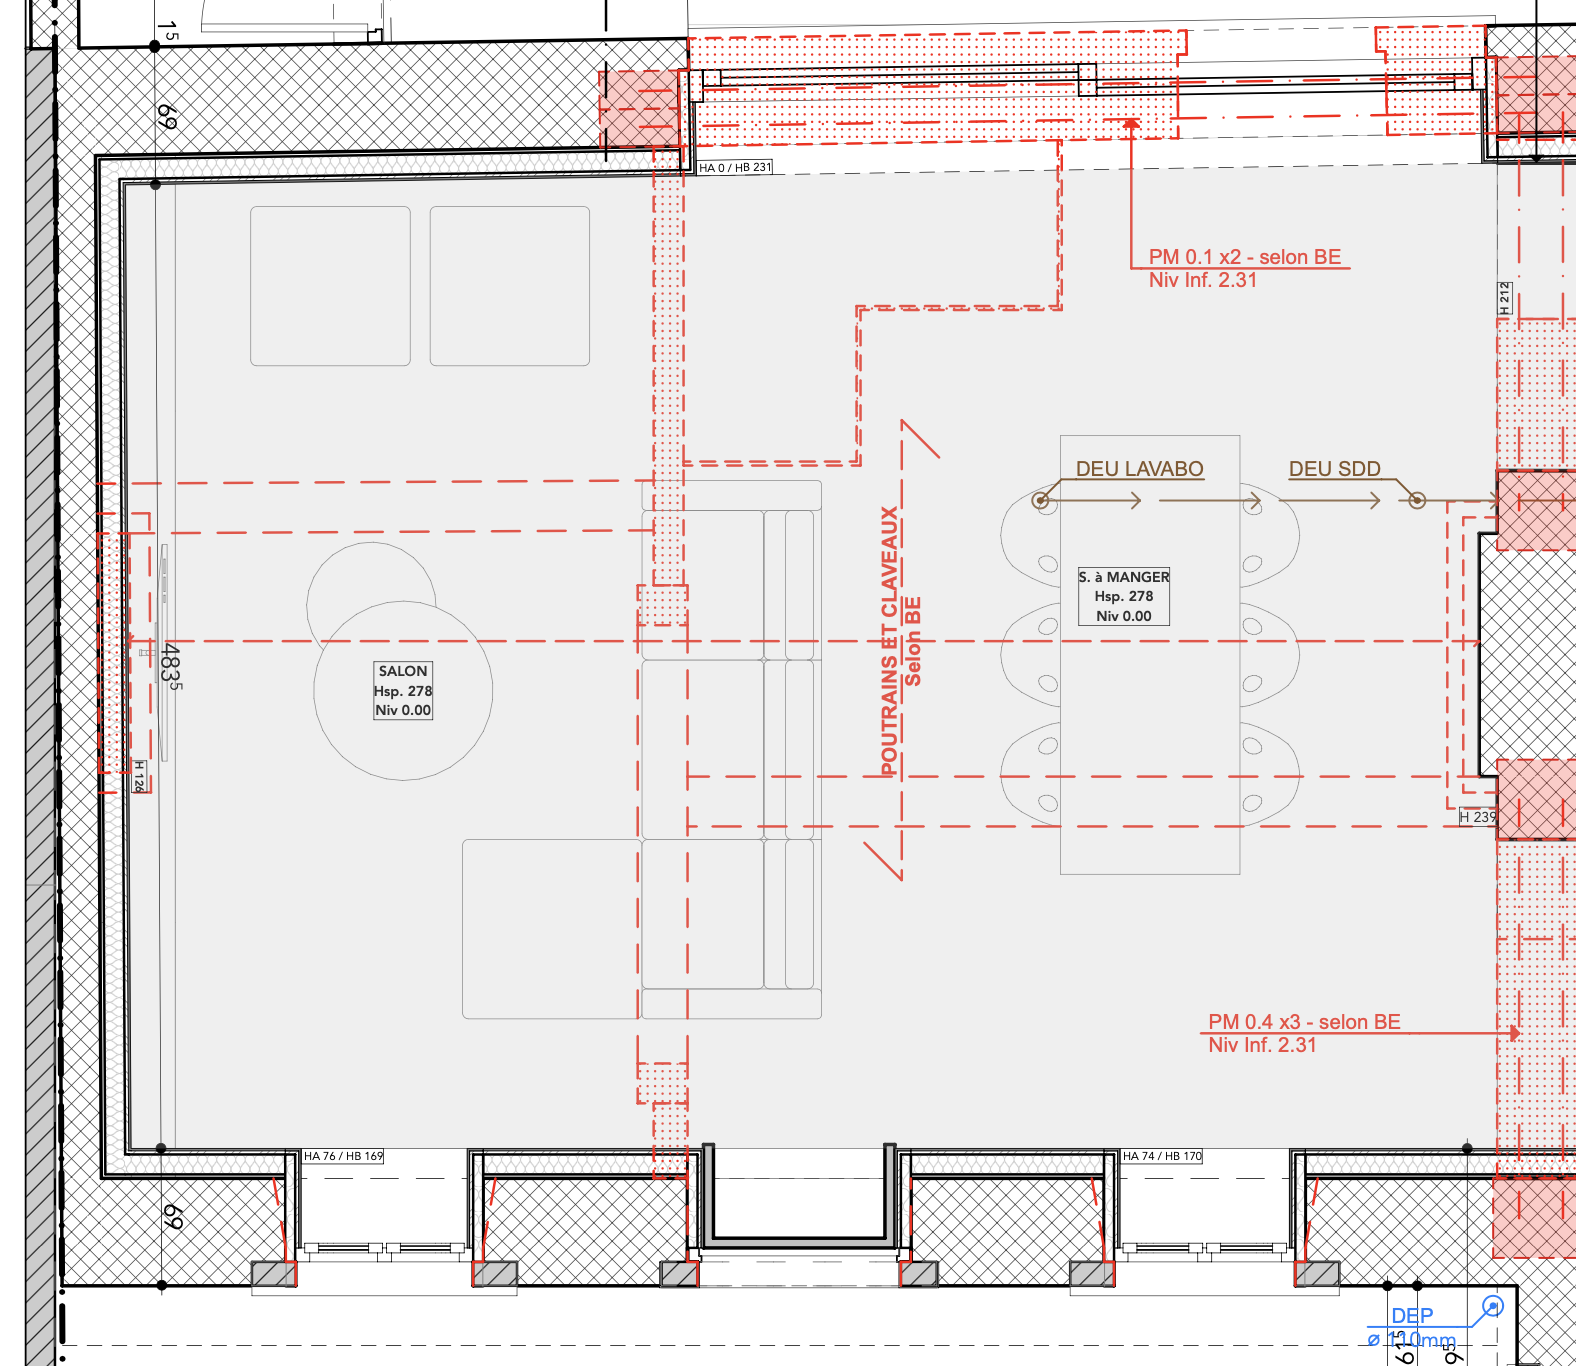 1⁵
69
HA 0 / HB 231
PM 0.1 x2 - selon BE
Niv Inf. 2.31
H 212
DEU LAVABO
DEU SDD
POUTRAINS ET CLAVEAUX
Selon BE
S. à MANGER
Hsp. 278
Niv 0.00
483⁵
SALON
Hsp. 278
Niv 0.00
H 126
H 239
PM 0.4 x3 - selon BE
Niv Inf. 2.31
HA 76 / HB 169
HA 74 / HB 170
69
DEP
ø 110mm
61⁵